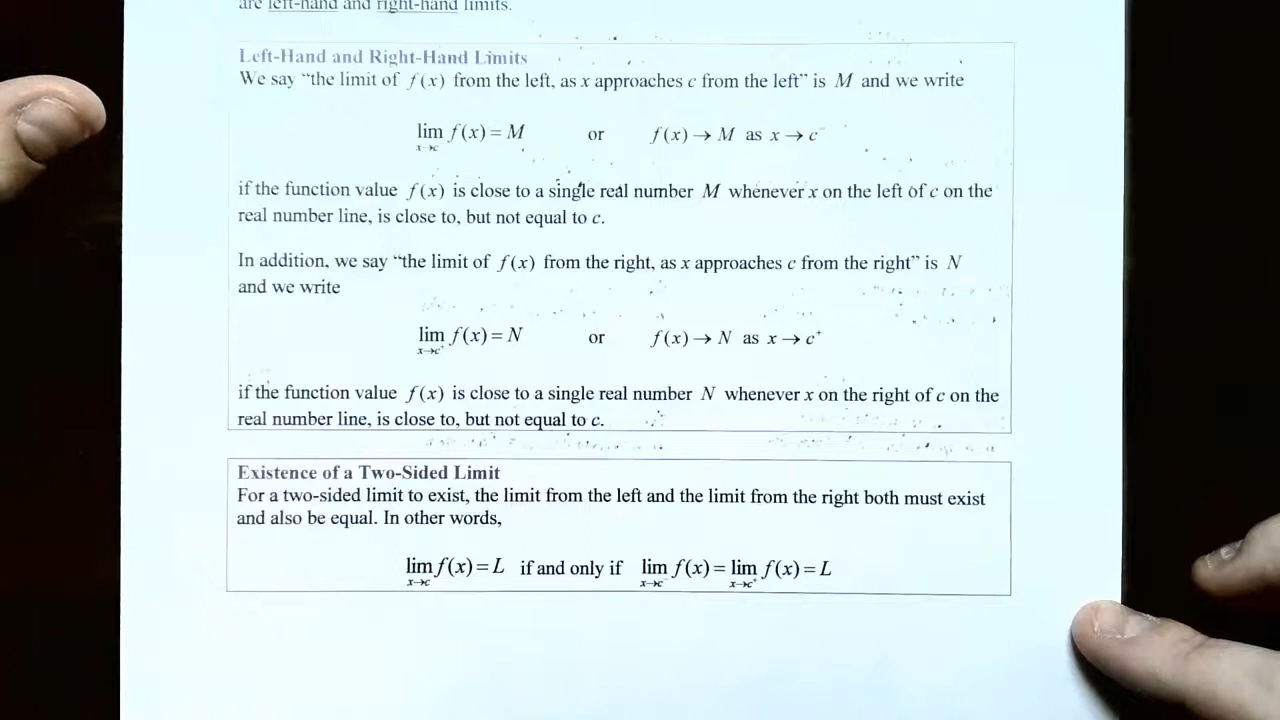 are left-hand and right-hand limits.
Left-Hand and Right-Hand Limits
We say “the limit of f(x) from the left, as x approaches c from the left” is M and we write
lim f(x) = M or f(x) → M as x → c⁻
x→c
if the function value f(x) is close to a single real number M whenever x on the left of c on the
real number line, is close to, but not equal to c.
In addition, we say “the limit of f(x) from the right, as x approaches c from the right” is N
and we write
lim f(x) = N or f(x) → N as x → c⁺
x→c⁺
if the function value f(x) is close to a single real number N whenever x on the right of c on the
real number line, is close to, but not equal to c.
Existence of a Two-Sided Limit
For a two-sided limit to exist, the limit from the left and the limit from the right both must exist
and also be equal. In other words,
lim f(x) = L if and only if lim f(x) = lim f(x) = L
x→c x→c⁻ x→c⁺